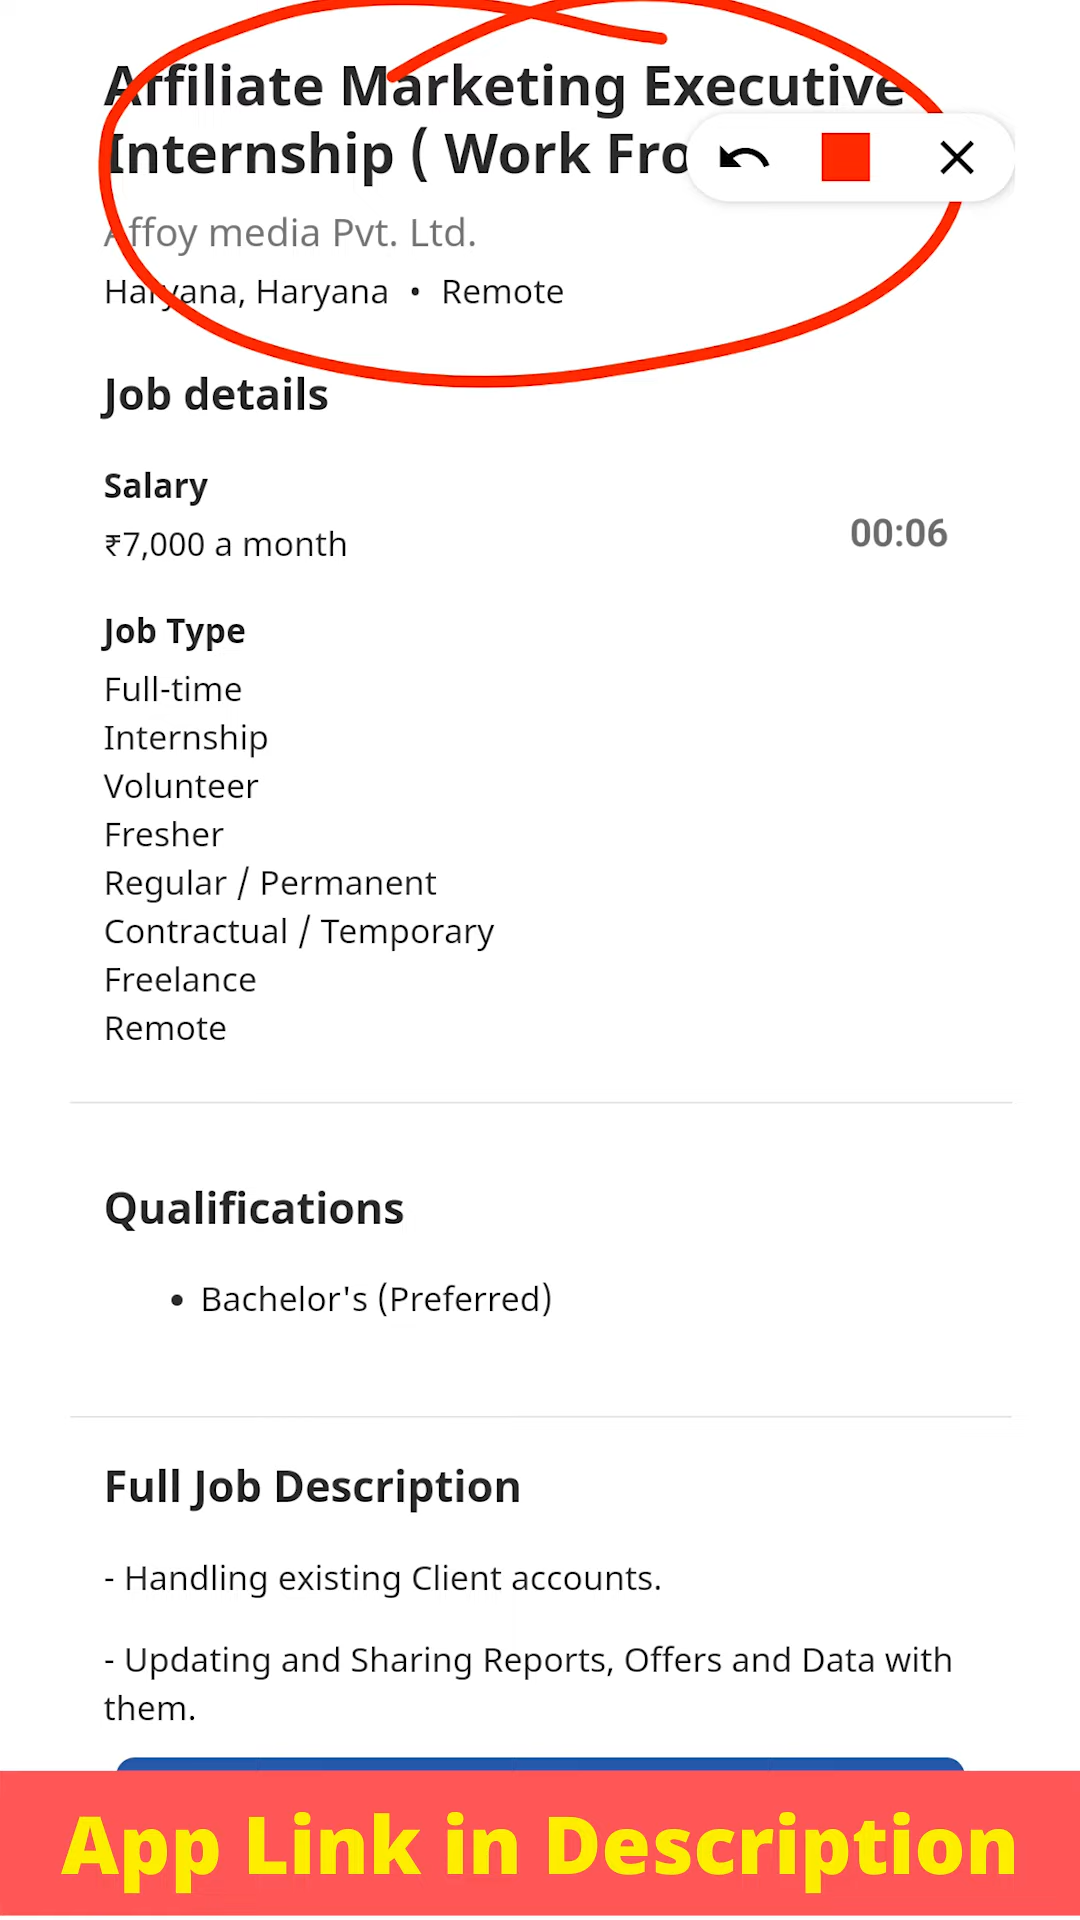 Affiliate Marketing Executive
Internship ( Work Fro
Affoy media Pvt. Ltd.
Haryana, Haryana • Remote
Job details
Salary
₹7,000 a month
00:06
Job Type
Full-time
Internship
Volunteer
Fresher
Regular / Permanent
Contractual / Temporary
Freelance
Remote
Qualifications
• Bachelor's (Preferred)
Full Job Description
- Handling existing Client accounts.
- Updating and Sharing Reports, Offers and Data with
them.
App Link in Description